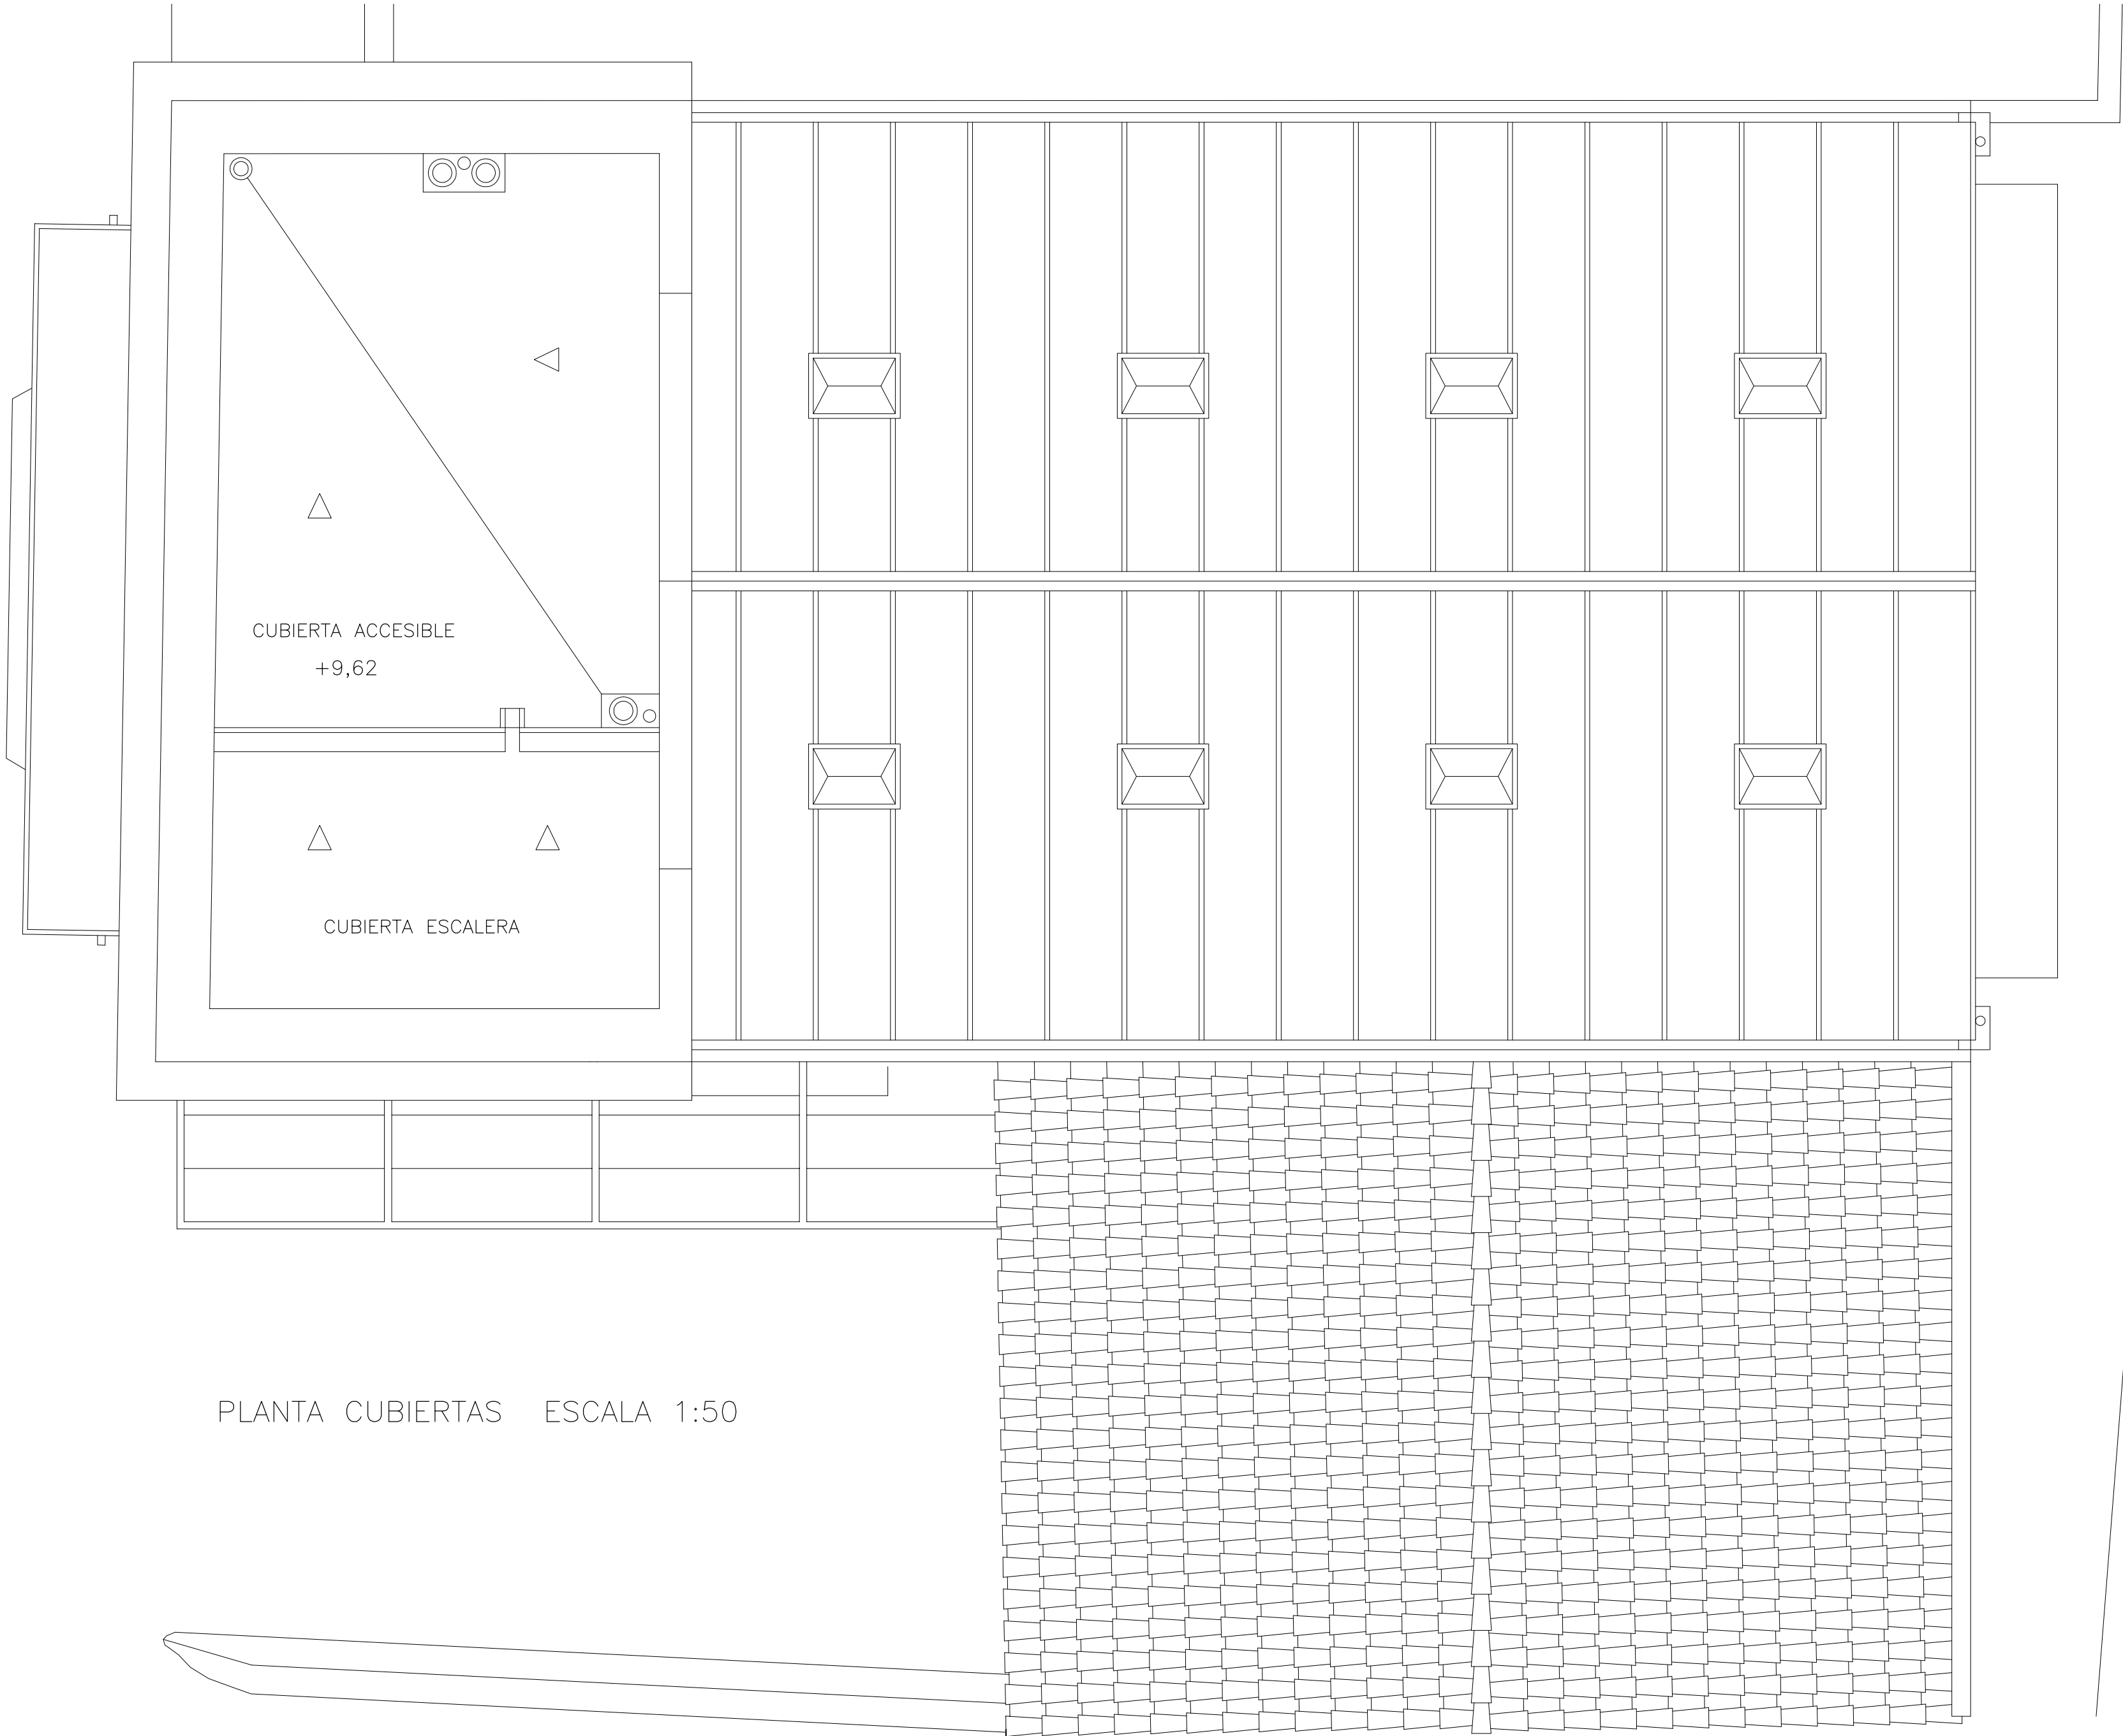 CUBIERTA ACCESIBLE
+9,62
CUBIERTA ESCALERA
PLANTA CUBIERTAS ESCALA 1:50